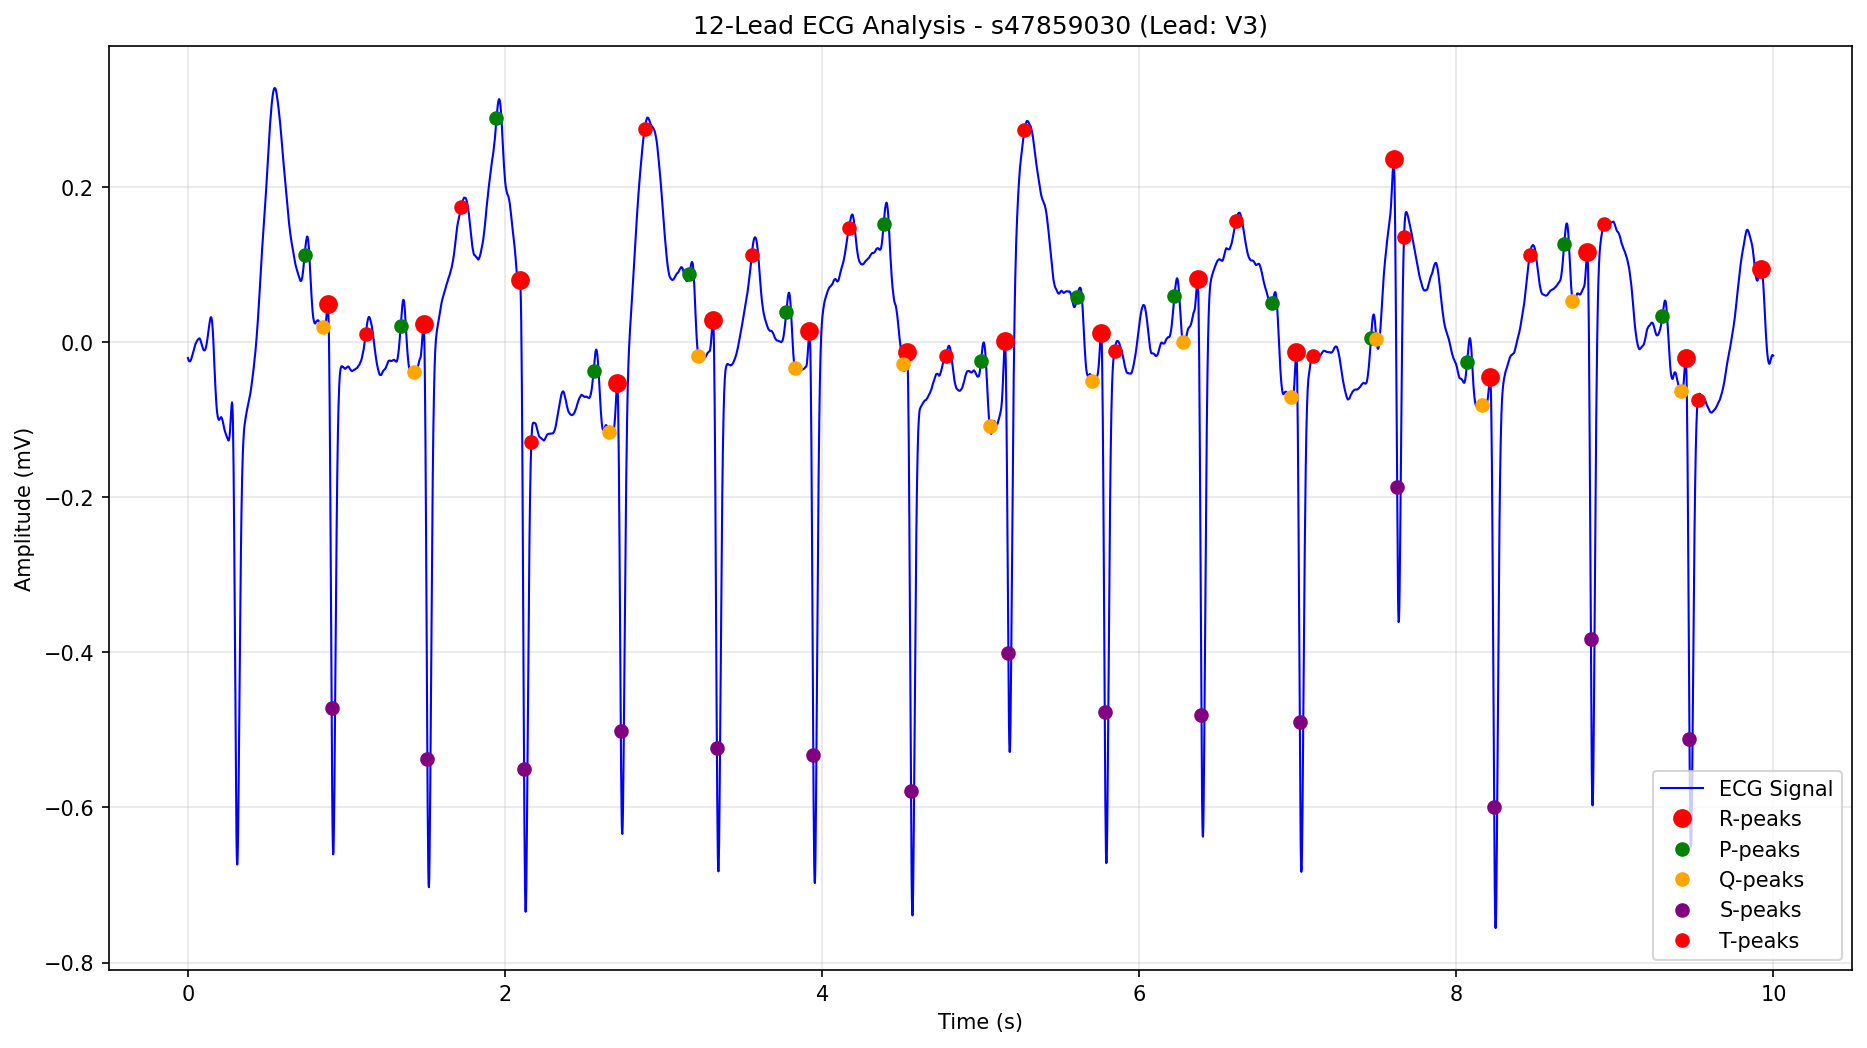 12-Lead ECG Analysis - s47859030 (Lead: V3)
Amplitude (mV)
0.2
0.0
−0.2
−0.4
−0.6
−0.8
0 2 4 6 8 10
Time (s)
ECG Signal
R-peaks
P-peaks
Q-peaks
S-peaks
T-peaks